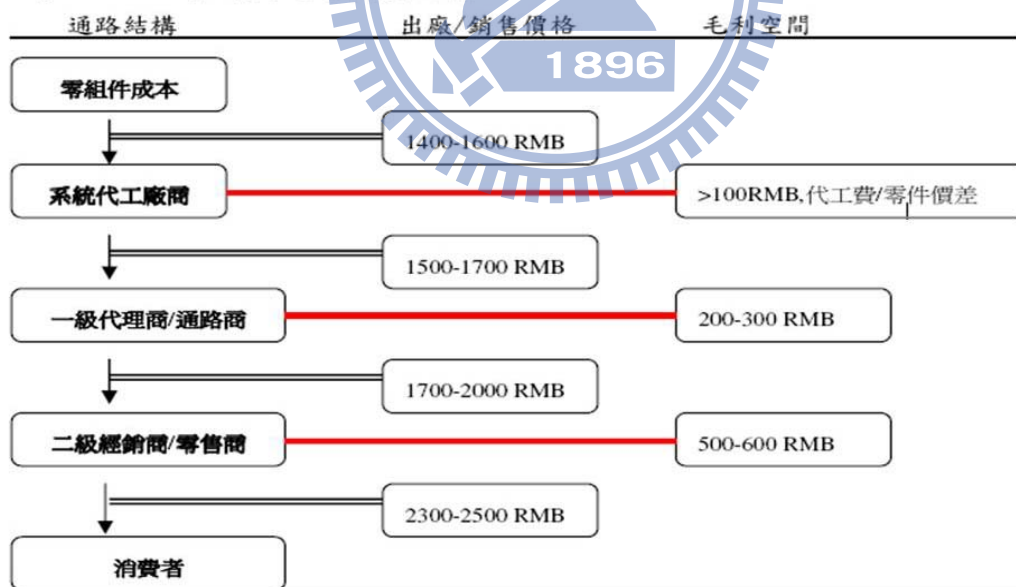 通路結構 出廠/銷售價格 毛利空間
1896
零組件成本
1400-1600 RMB
系統代工廠商 >100RMB,代工費/零件價差
1500-1700 RMB
一級代理商/通路商 200-300 RMB
1700-2000 RMB
二級經銷商/零售商 500-600 RMB
2300-2500 RMB
消費者